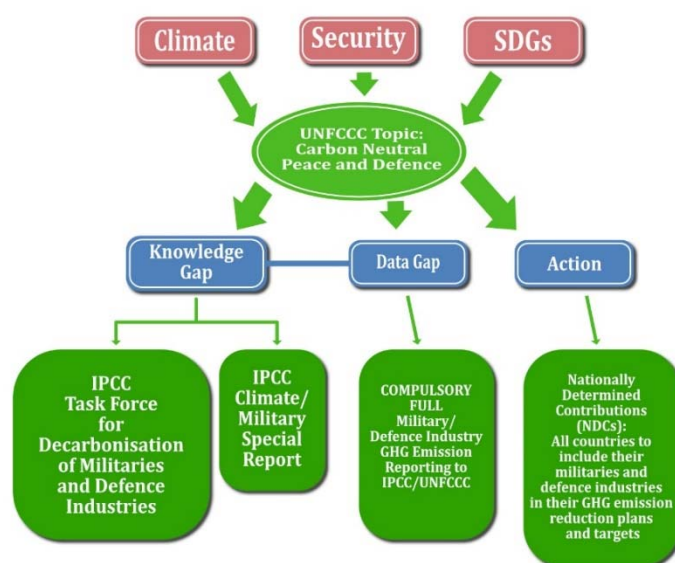 Climate
Security
SDGs
UNFCCC Topic:
Carbon Neutral
Peace and Defence
Knowledge
Gap
Data Gap
Action
IPCC
Task Force
for
Decarbonisation
of Militaries
and Defence
Industries
IPCC
Climate/
Military
Special
Report
COMPULSORY
FULL
Military/
Defence Industry
GHG Emission
Reporting to
IPCC/UNFCCC
Nationally
Determined
Contributions
(NDCs):
All countries to
include their
militaries and
defence industries
in their GHG emission
reduction plans
and targets